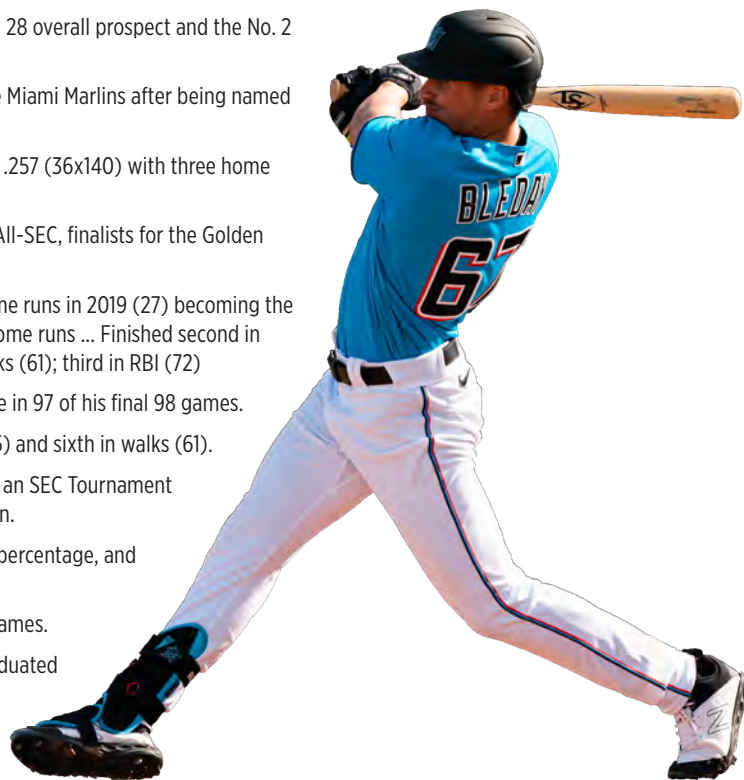 28 overall prospect and the No. 2
Miami Marlins after being named
.257 (36x140) with three home
All-SEC, finalists for the Golden
me runs in 2019 (27) becoming the
ome runs ... Finished second in
ks (61); third in RBI (72)
e in 97 of his final 98 games.
) and sixth in walks (61).
an SEC Tournament
n.
percentage, and
ames.
duated
BLEDAY
67
LS